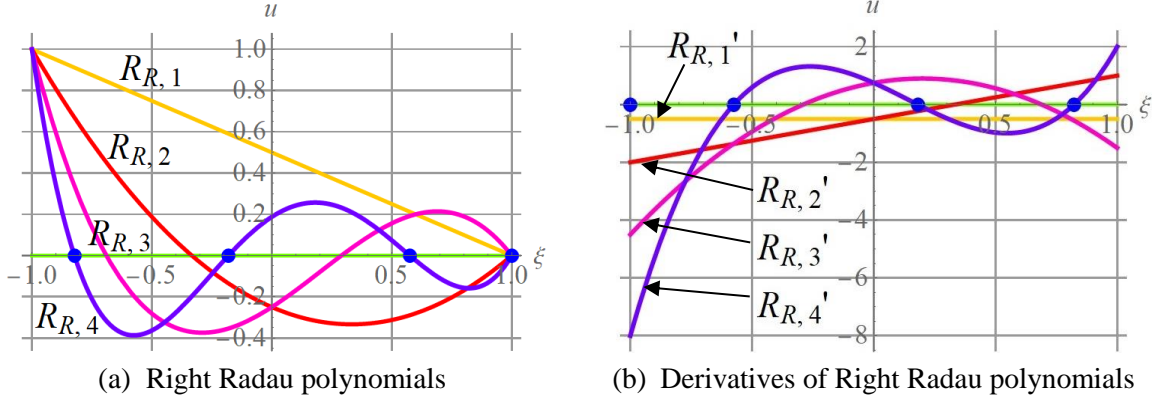 u
1.0
R_{R, 1}
0.8
0.6
R_{R, 2}
0.4
0.2
R_{R, 3}
ξ
-1.0 -0.5 0.5 1.0
-0.2
R_{R, 4}
-0.4
(a) Right Radau polynomials
u
2
R_{R, 1}'
ξ
-1.0 -0.5 0.5 1.0
-2
R_{R, 2}'
-4
R_{R, 3}'
-6
R_{R, 4}'
-8
(b) Derivatives of Right Radau polynomials